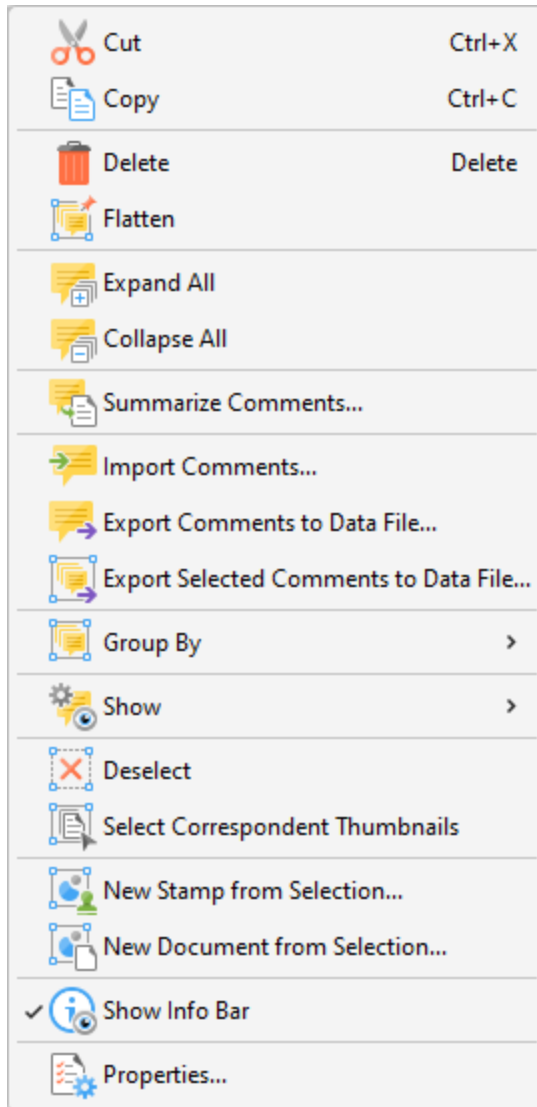 Cut Ctrl+X
Copy Ctrl+C
Delete Delete
Flatten
Expand All
Collapse All
Summarize Comments...
Import Comments...
Export Comments to Data File...
Export Selected Comments to Data File...
Group By
Show
Deselect
Select Correspondent Thumbnails
New Stamp from Selection...
New Document from Selection...
Show Info Bar
Properties...